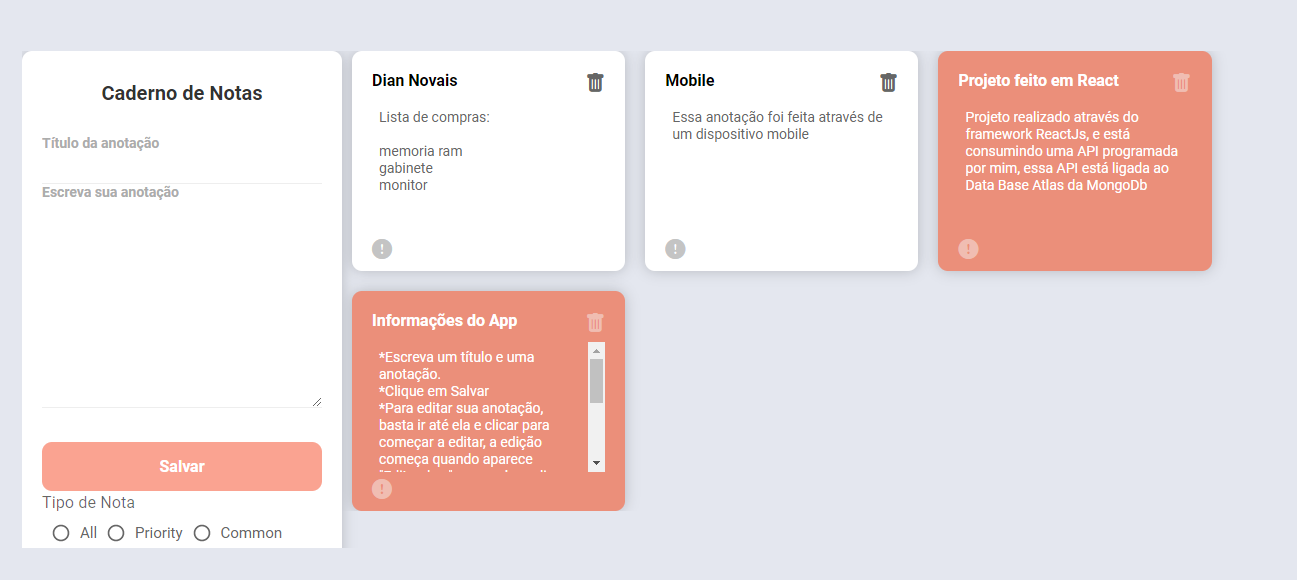 Caderno de Notas
Título da anotação
Escreva sua anotação
Salvar
Tipo de Nota
All
Priority
Common
Dian Novais
Lista de compras:
memoria ram
gabinete
monitor
Mobile
Essa anotação foi feita através de
um dispositivo mobile
Projeto feito em React
Projeto realizado através do
framework ReactJs, e está
consumindo uma API programada
por mim, essa API está ligada ao
Data Base Atlas da MongoDb
Informações do App
*Escreva um título e uma
anotação.
*Clique em Salvar
*Para editar sua anotação,
basta ir até ela e clicar para
começar a editar, a edição
começa quando aparece